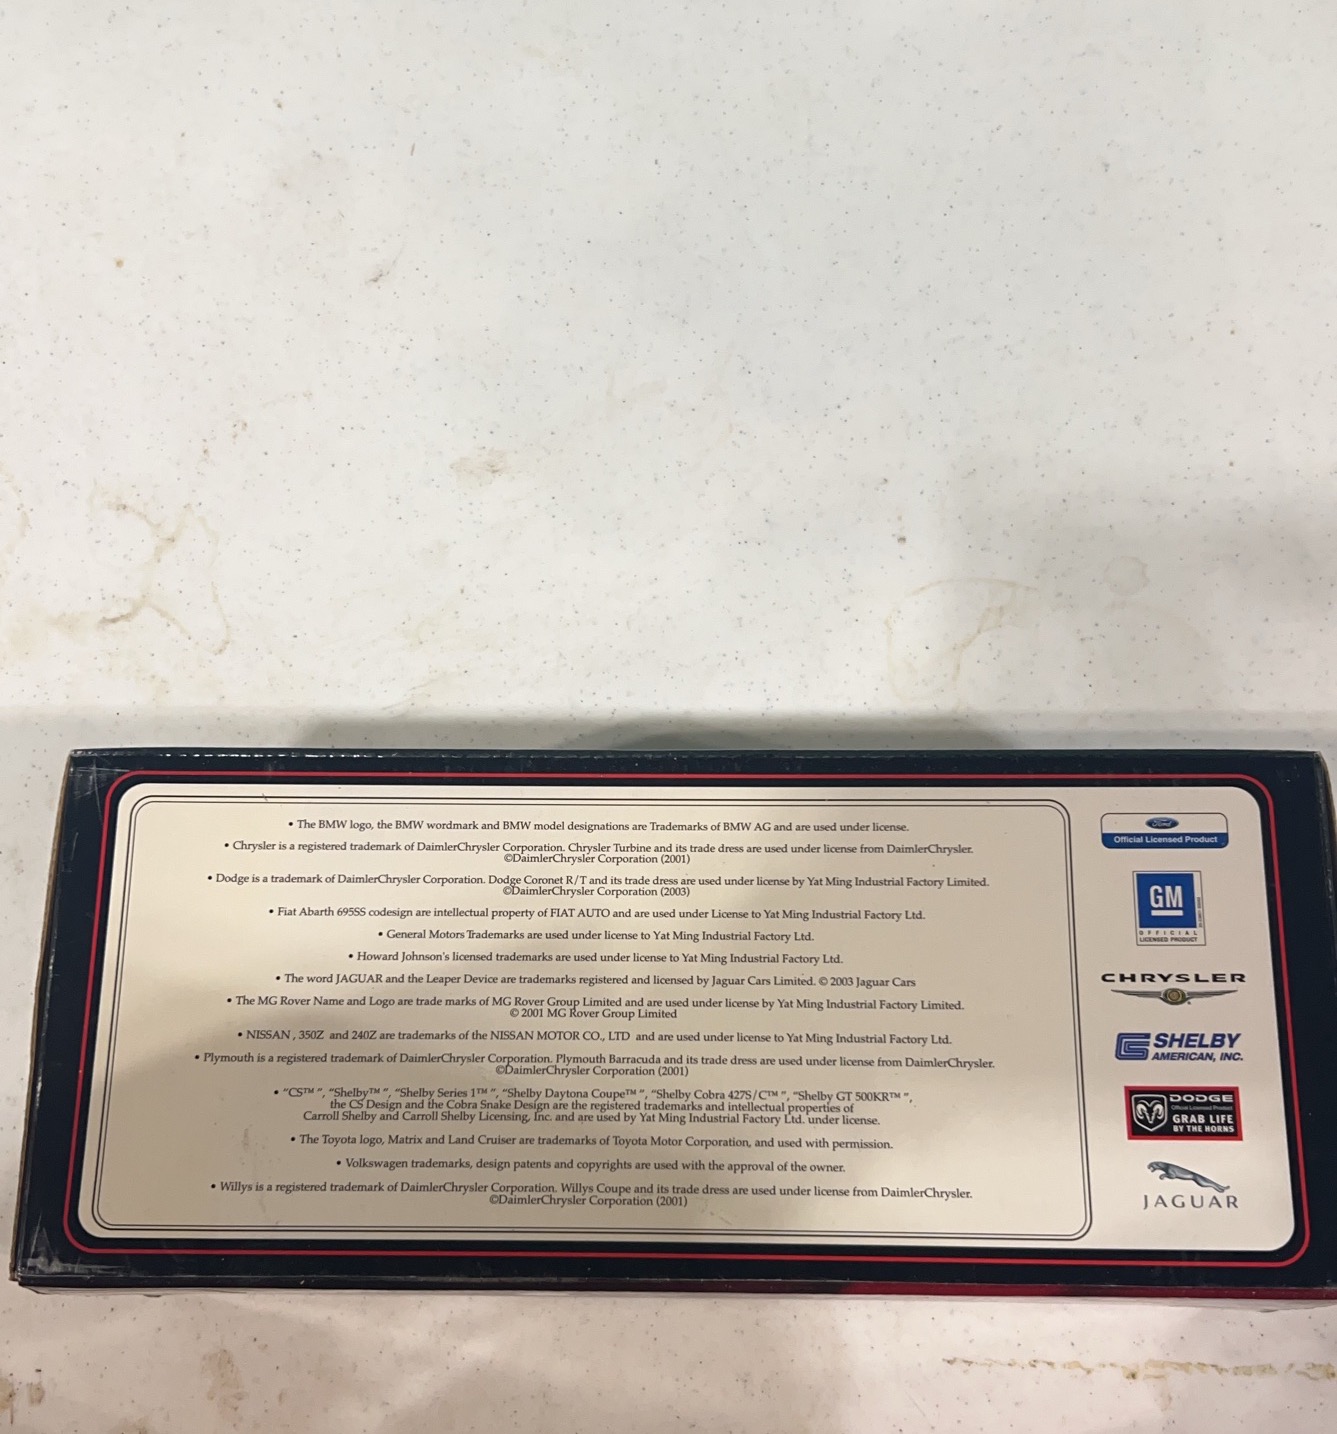 • The BMW logo, the BMW wordmark and BMW model designations are Trademarks of BMW AG and are used under license.
• Chrysler is a registered trademark of DaimlerChrysler Corporation. Chrysler Turbine and its trade dress are used under license from DaimlerChrysler.
©DaimlerChrysler Corporation (2001)
• Dodge is a trademark of DaimlerChrysler Corporation. Dodge Coronet R/T and its trade dress are used under license by Yat Ming Industrial Factory Limited.
©DaimlerChrysler Corporation (2003)
• Fiat Abarth 695SS codesign are intellectual property of FIAT AUTO and are used under License to Yat Ming Industrial Factory Ltd.
• General Motors Trademarks are used under license to Yat Ming Industrial Factory Ltd.
• Howard Johnson's licensed trademarks are used under license to Yat Ming Industrial Factory Ltd.
• The word JAGUAR and the Leaper Device are trademarks registered and licensed by Jaguar Cars Limited. © 2003 Jaguar Cars
• The MG Rover Name and Logo are trade marks of MG Rover Group Limited and are used under license by Yat Ming Industrial Factory Limited.
© 2001 MG Rover Group Limited
• NISSAN , 350Z and 240Z are trademarks of the NISSAN MOTOR CO., LTD and are used under license to Yat Ming Industrial Factory Ltd.
• Plymouth is a registered trademark of DaimlerChrysler Corporation. Plymouth Barracuda and its trade dress are used under license from DaimlerChrysler.
©DaimlerChrysler Corporation (2001)
• "CS™ ", "Shelby™ ", "Shelby Series 1™ ", "Shelby Daytona Coupe™ ", "Shelby Cobra 427S/C™ ", "Shelby GT 500KR™ ",
the CS Design and the Cobra Snake Design are the registered trademarks and intellectual properties of
Carroll Shelby and Carroll Shelby Licensing, Inc. and are used by Yat Ming Industrial Factory Ltd. under license.
• The Toyota logo, Matrix and Land Cruiser are trademarks of Toyota Motor Corporation, and used with permission.
• Volkswagen trademarks, design patents and copyrights are used with the approval of the owner.
• Willys is a registered trademark of DaimlerChrysler Corporation. Willys Coupe and its trade dress are used under license from DaimlerChrysler.
©DaimlerChrysler Corporation (2001)
Ford
Official Licensed Product
GM
OFFICIAL
LICENSED PRODUCT
CHRYSLER
SHELBY
AMERICAN, INC.
DODGE
Official Licensed Product
GRAB LIFE
BY THE HORNS
JAGUAR